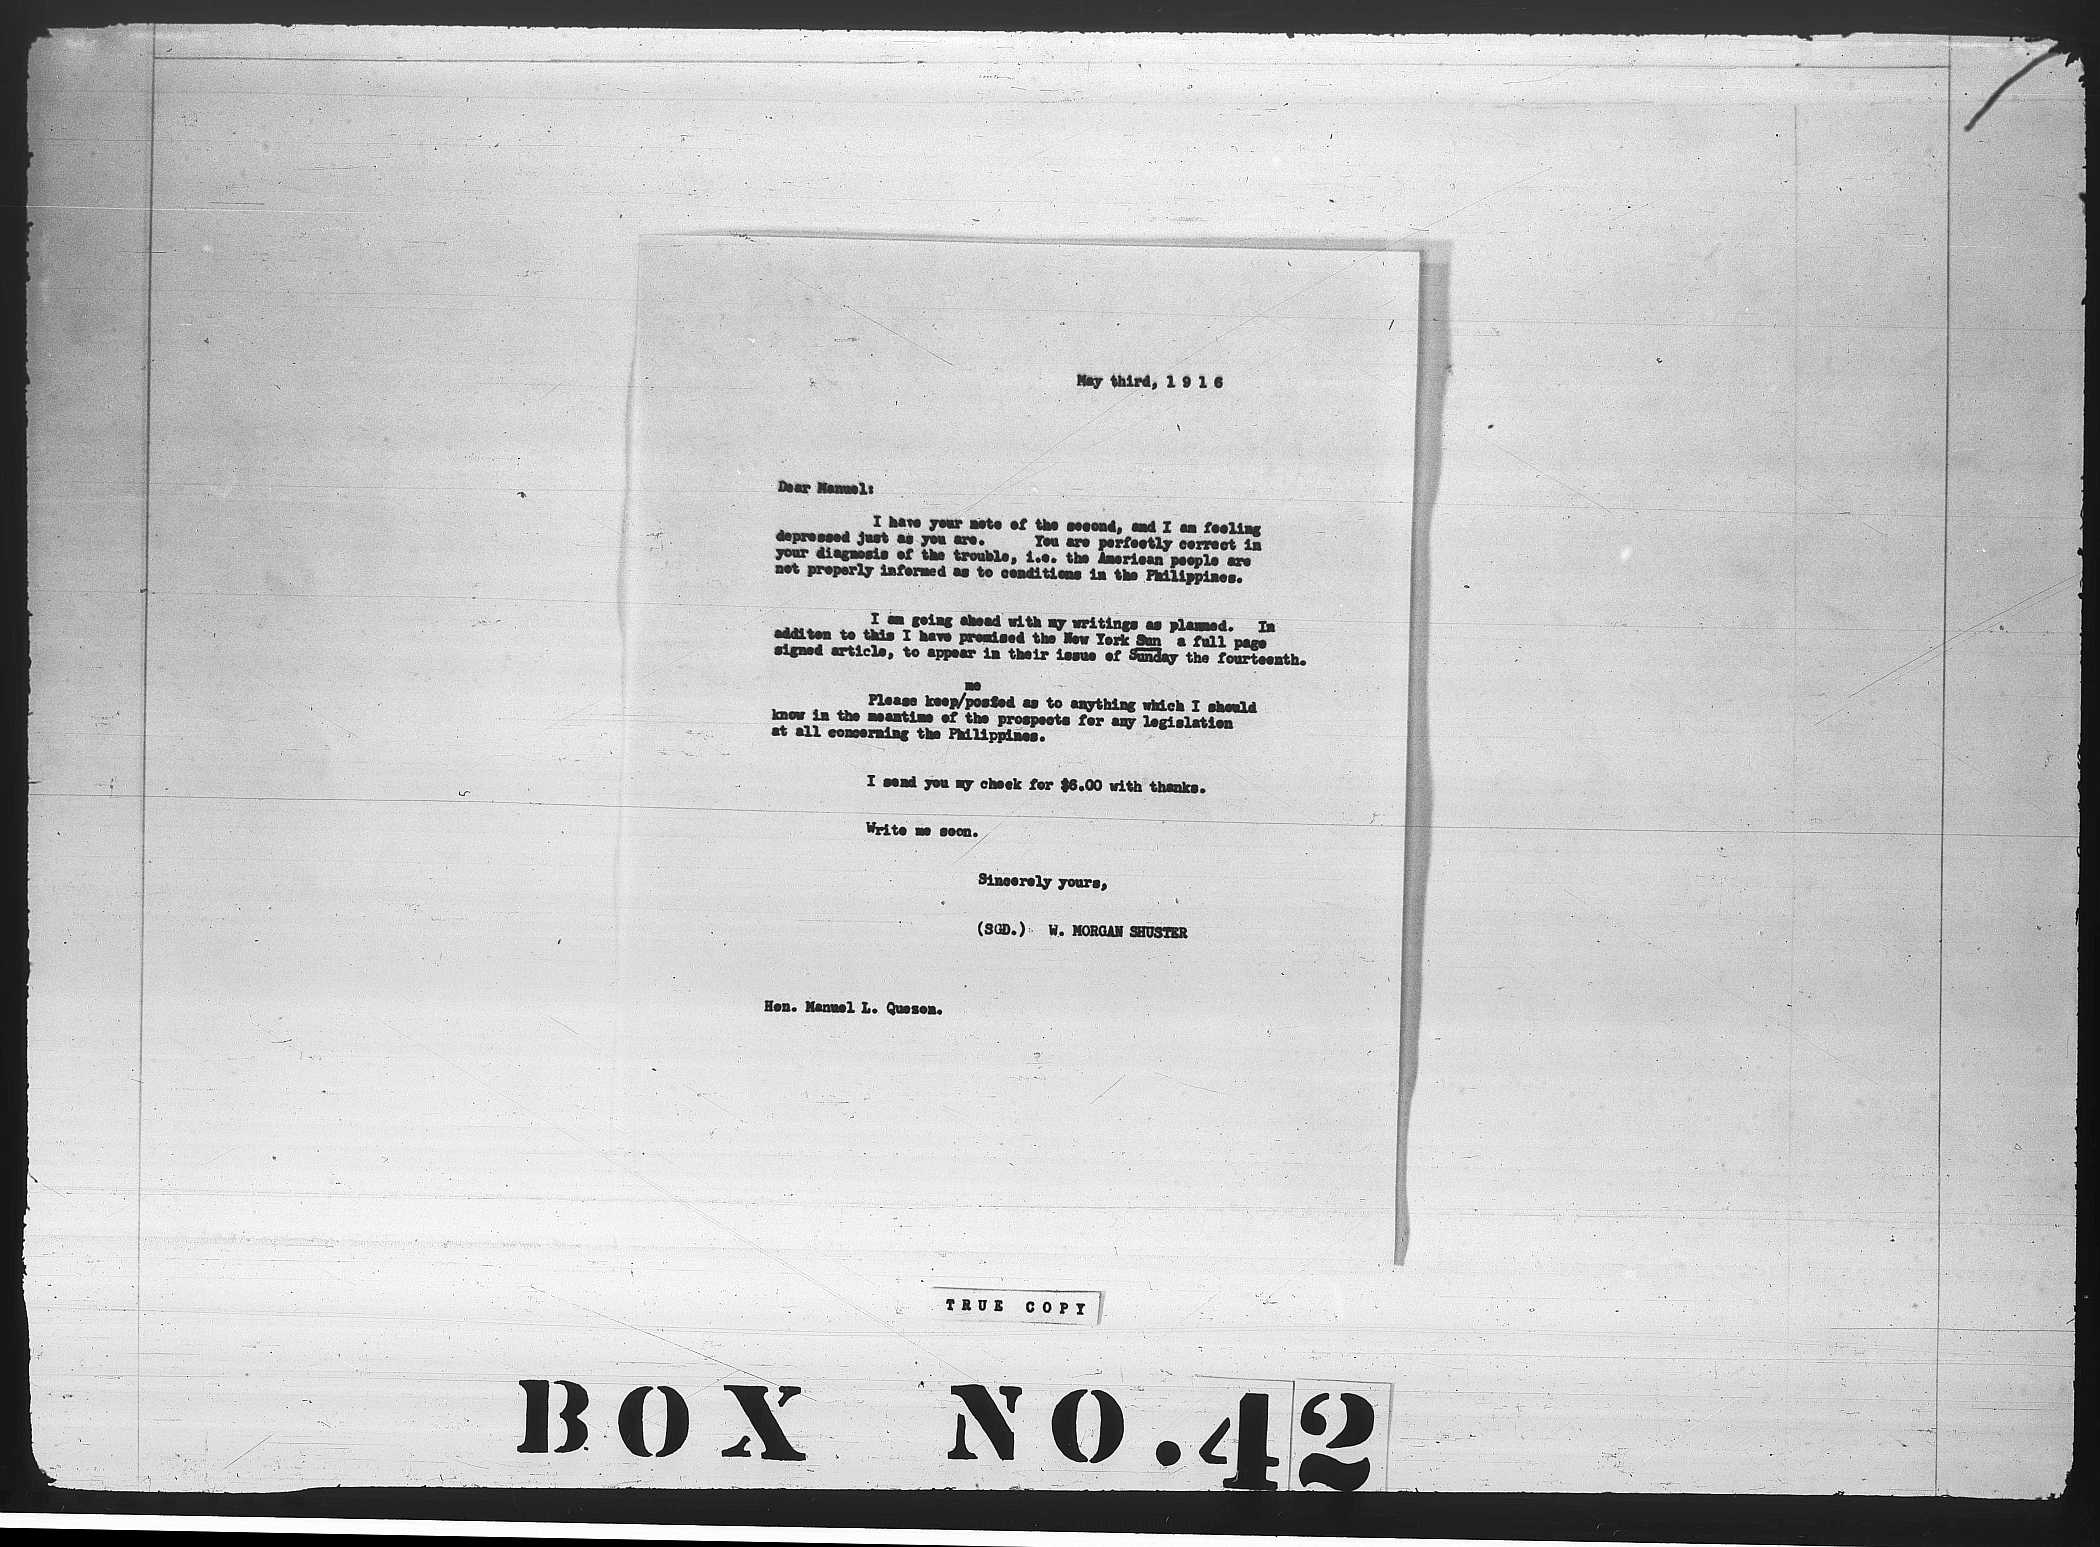 May third, 1 9 1 6
Dear Manuel:
I have your note of the second, and I am feeling
depressed just as you are. You are perfectly correct in
your diagnosis of the trouble, i.e. the American people are
not properly informed as to conditions in the Philippines.
I am going ahead with my writings as planned. In
additon to this I have promised the New York Sun a full page
signed article, to appear in their issue of Sunday the fourteenth.
me
Please keep/posted as to anything which I should
know in the meantime of the prospects for any legislation
at all concerning the Philippines.
I send you my check for $6.00 with thanks.
Write me soon.
Sincerely yours,
(SGD.) W. MORGAN SHUSTER
Hon. Manuel L. Quezon.
TRUE COPY
BOX NO.42